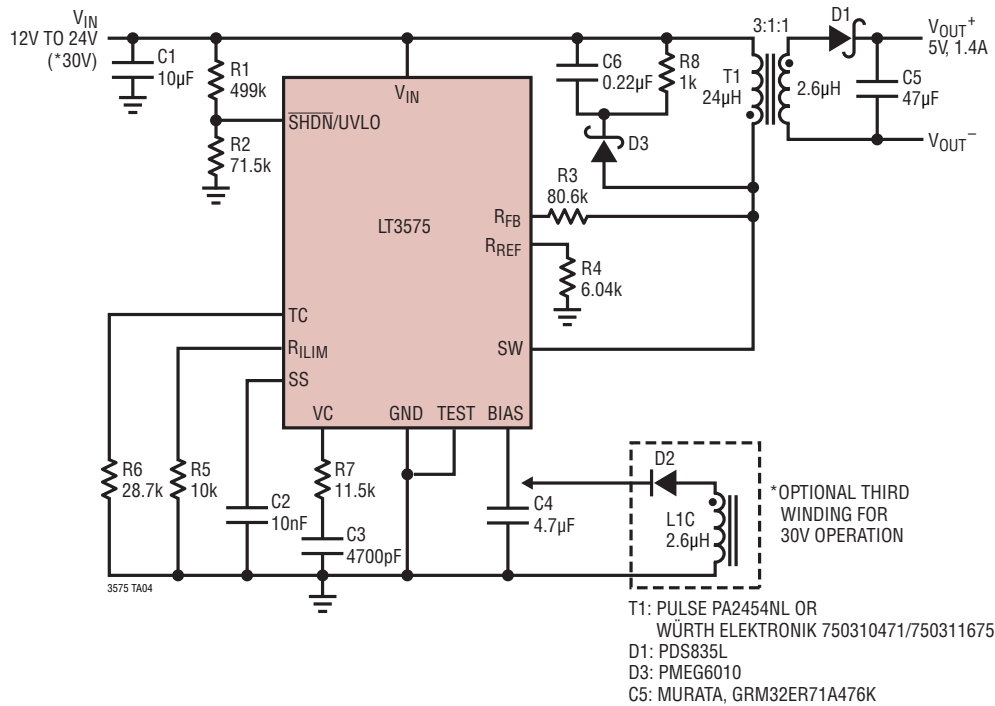 VIN
12V TO 24V
(*30V)
C1
10µF
R1
499k
R2
71.5k
VIN
SHDN/UVLO
LT3575
RFB
RREF
SW
TC
RILIM
SS
VC
GND
TEST
BIAS
C6
0.22µF
R8
1k
D3
R3
80.6k
R4
6.04k
3:1:1
T1
24µH
2.6µH
D1
VOUT+
5V, 1.4A
C5
47µF
VOUT–
R6
28.7k
R5
10k
C2
10nF
R7
11.5k
C3
4700pF
C4
4.7µF
D2
L1C
2.6µH
*OPTIONAL THIRD
WINDING FOR
30V OPERATION
3575 TA04
T1: PULSE PA2454NL OR
WÜRTH ELEKTRONIK 750310471/750311675
D1: PDS835L
D3: PMEG6010
C5: MURATA, GRM32ER71A476K